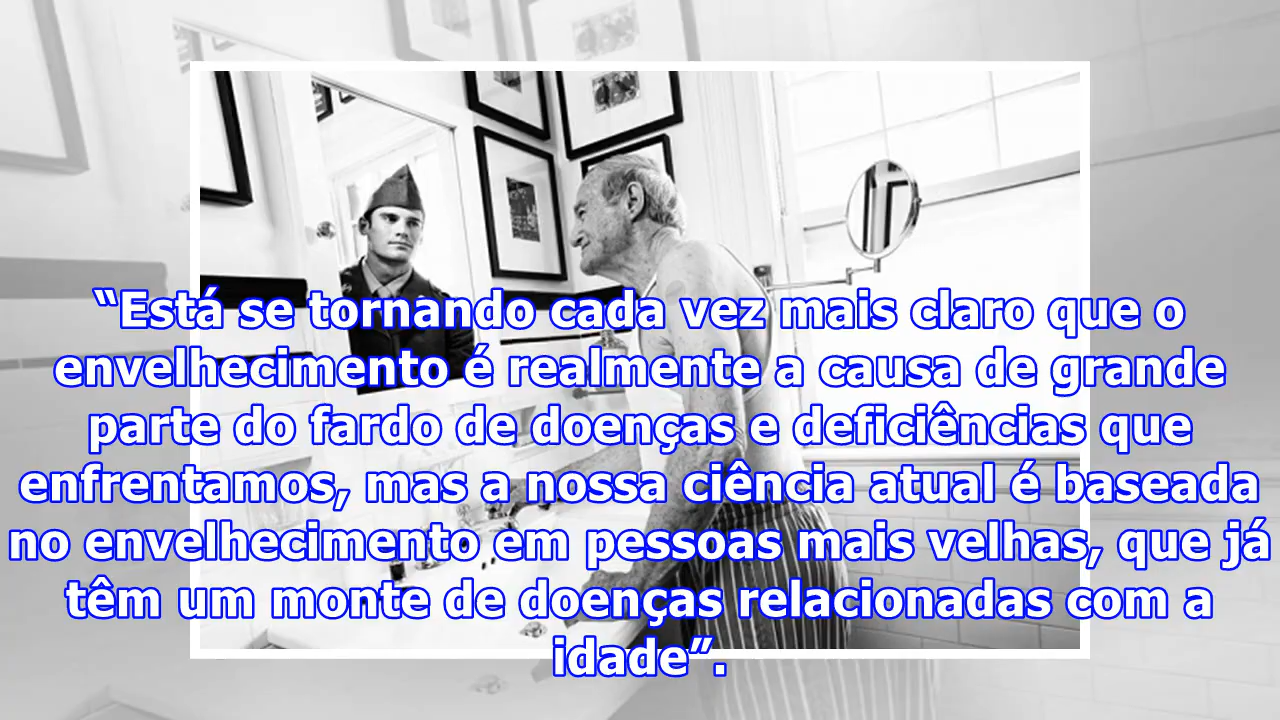 “Está se tornando cada vez mais claro que o
envelhecimento é realmente a causa de grande
parte do fardo de doenças e deficiências que
enfrentamos, mas a nossa ciência atual é baseada
no envelhecimento em pessoas mais velhas, que já
têm um monte de doenças relacionadas com a
idade”.